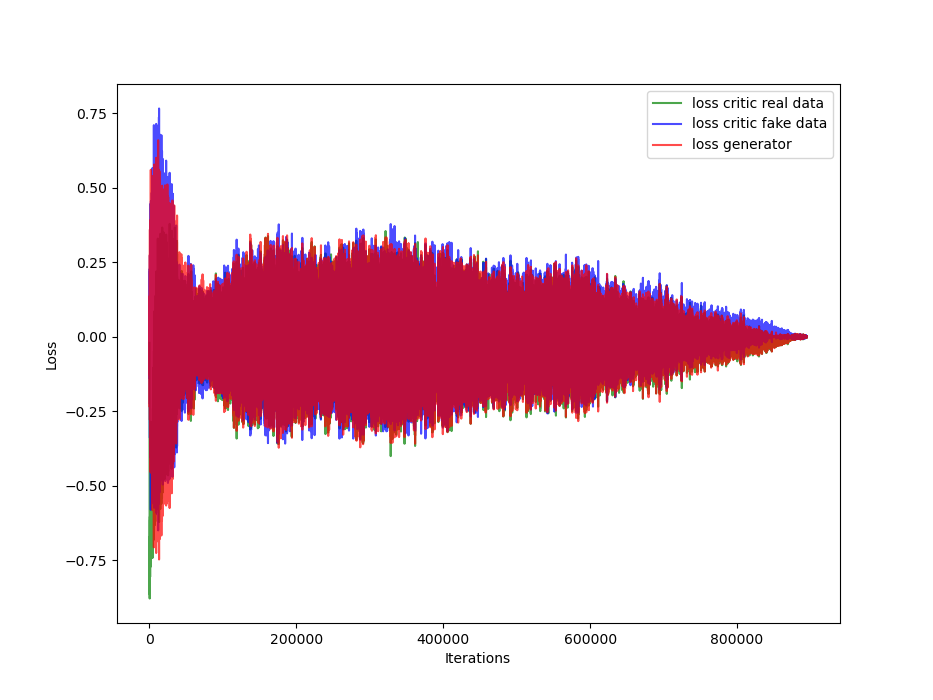 loss critic real data
loss critic fake data
loss generator
0.75
0.50
0.25
0.00
−0.25
−0.50
−0.75
Loss
0 200000 400000 600000 800000
Iterations